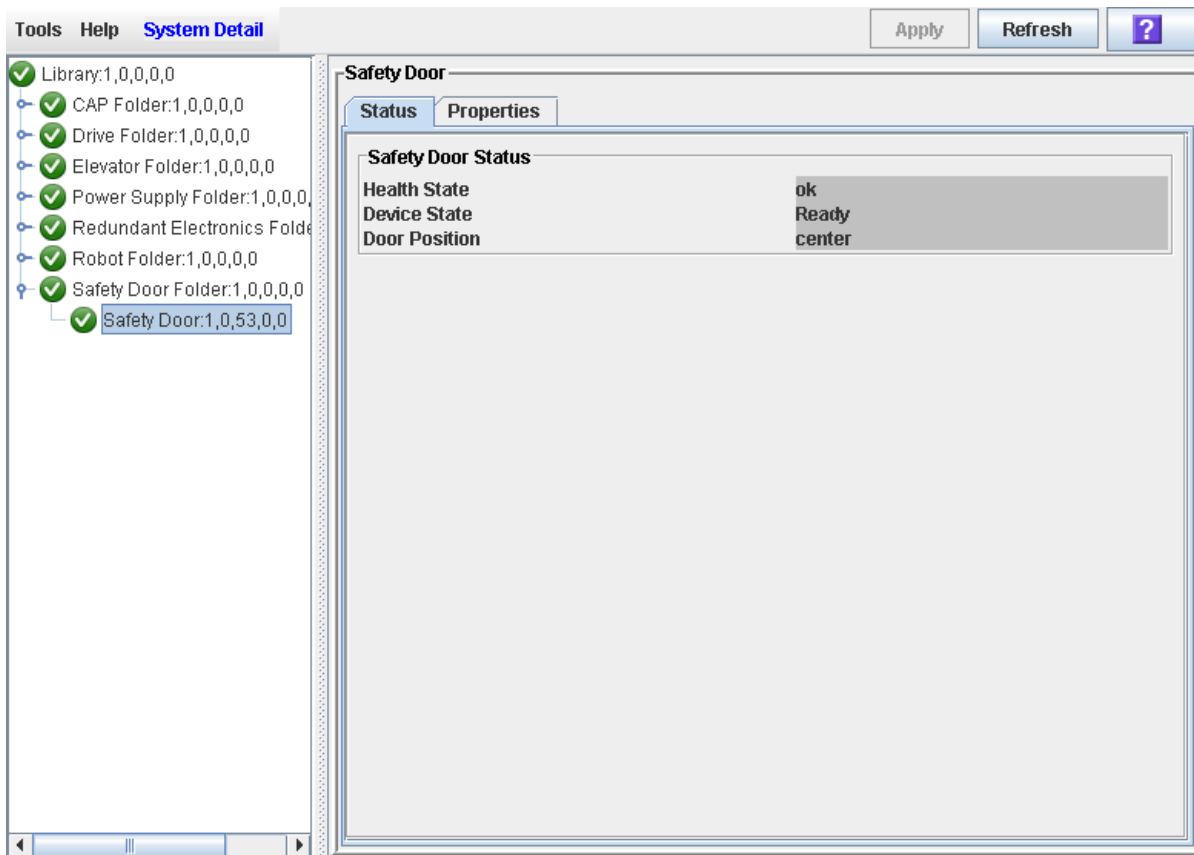 Tools Help System Detail Apply Refresh ?
Library:1,0,0,0,0
CAP Folder:1,0,0,0,0
Drive Folder:1,0,0,0,0
Elevator Folder:1,0,0,0,0
Power Supply Folder:1,0,0,0,
Redundant Electronics Folde
Robot Folder:1,0,0,0,0
Safety Door Folder:1,0,0,0,0
Safety Door:1,0,53,0,0
Safety Door
Status Properties
Safety Door Status
Health State ok
Device State Ready
Door Position center